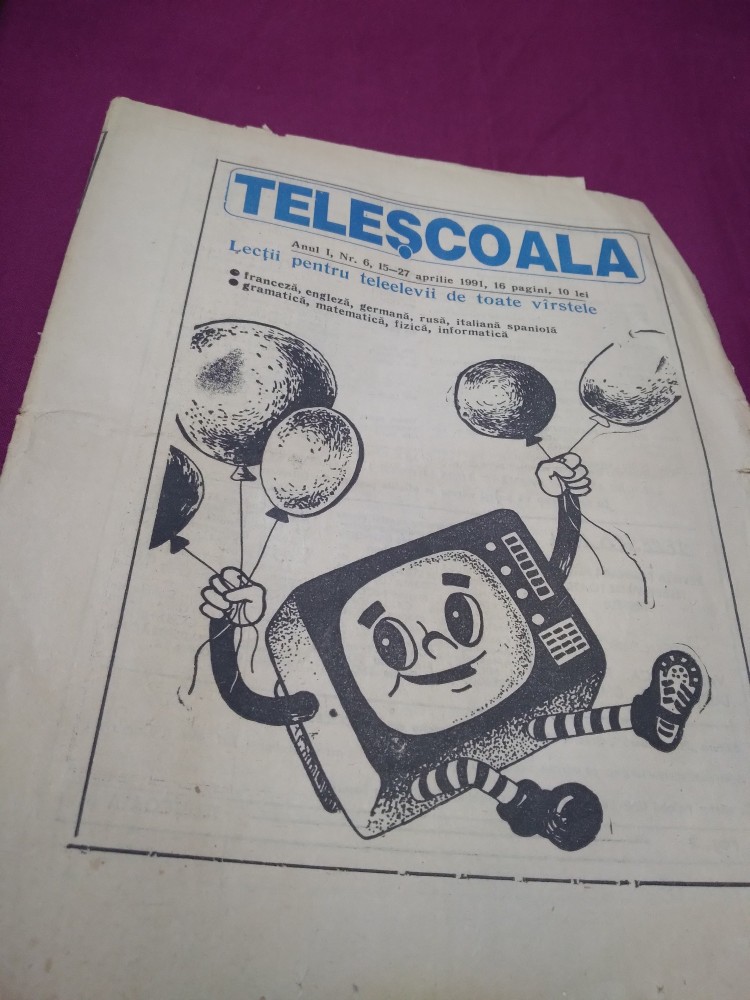 TELEȘCOALA
Anul I, Nr. 6, 15—27 aprilie 1991, 16 pagini, 10 lei
Lecții pentru teleelevii de toate vîrstele
● franceză, engleză, germană, rusă, italiană spaniolă
● gramatică, matematică, fizică, informatică